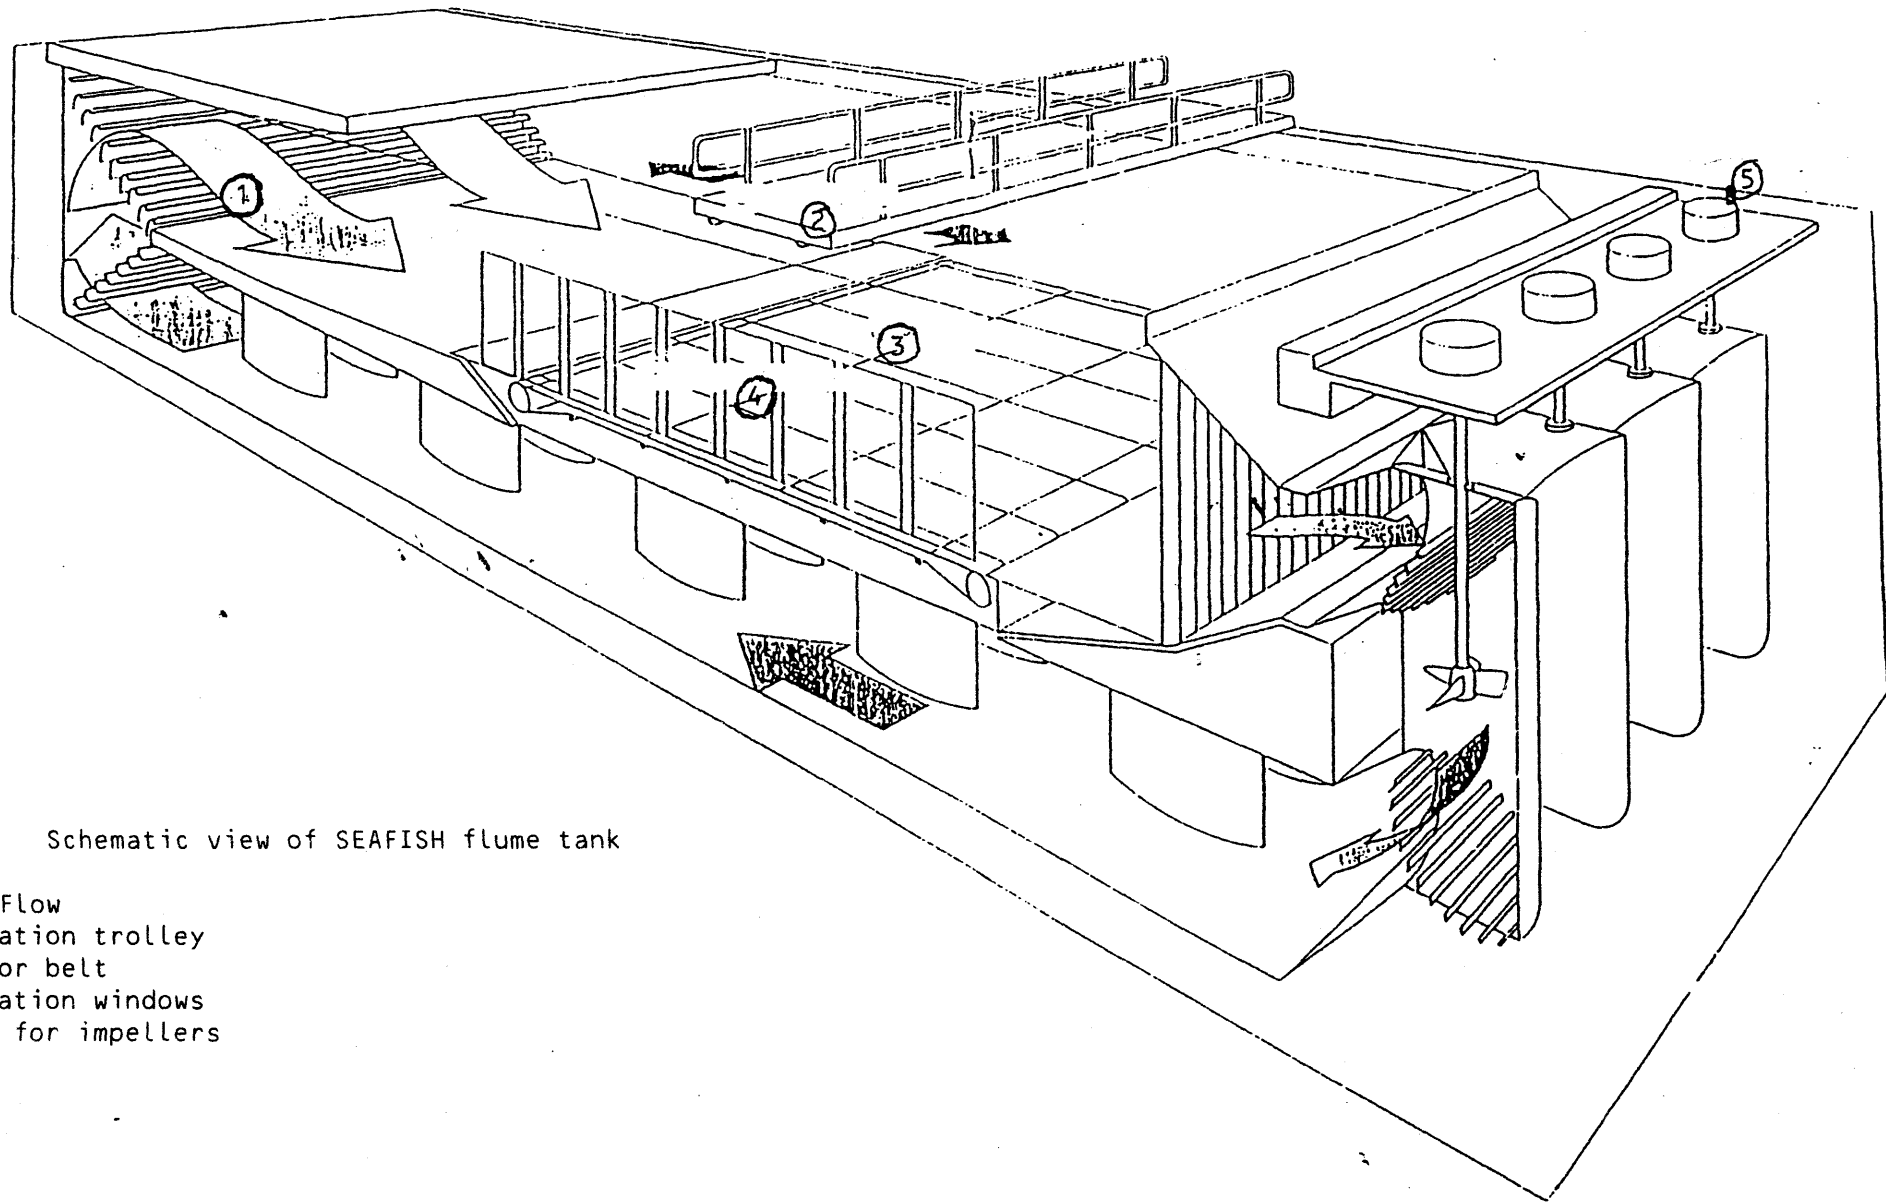 1
2
3
4
5
Schematic view of SEAFISH flume tank
Flow
ation trolley
or belt
ation windows
for impellers